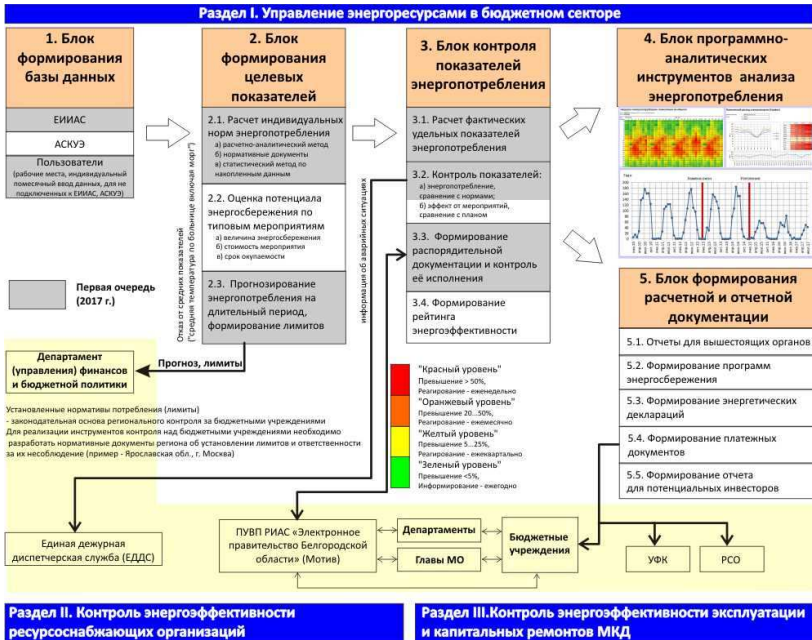 Раздел I. Управление энергоресурсами в бюджетном секторе
1. Блок
формирования
базы данных
ЕИИАС
АСКУЭ
Пользователи
(рабочие места, индивидуальный
помесячный ввод данных, для не
подключенных к ЕИИАС, АСКУЭ)
Первая очередь
(2017 г.)
2. Блок
формирования
целевых
показателей
2.1. Расчет индивидуальных
норм энергопотребления
а) расчетно-аналитический метод
б) нормативные документы
в) статистический метод по
накопленным данным
2.2. Оценка потенциала
энергосбережения по
типовым мероприятиям
а) величина энергосбережения
б) стоимость мероприятия
в) срок окупаемости
2.3. Прогнозирование
энергопотребления на
длительный период,
формирование лимитов
Отказ от средних показателей
("средняя температура по больнице включая морг")
3. Блок контроля
показателей
энергопотребления
3.1. Расчет фактических
удельных показателей
энергопотребления
3.2. Контроль показателей:
а) энергопотребление,
сравнение с нормами;
б) эффект от мероприятий,
сравнение с планом
3.3. Формирование
распорядительной
документации и контроль
её исполнения
3.4. Формирование
рейтинга
энергоэффективности
информация об аварийных ситуациях
4. Блок программно-
аналитических
инструментов анализа
энергопотребления
5. Блок формирования
расчетной и отчетной
документации
5.1. Отчеты для вышестоящих органов
5.2. Формирование программ
энергосбережения
5.3. Формирование энергетических
деклараций
5.4. Формирование платежных
документов
5.5. Формирование отчета
для потенциальных инвесторов
Департамент
(управления) финансов
и бюджетной политики
Прогноз, лимиты
Установленные нормативы потребления (лимиты)
- законодательная основа регионального контроля за бюджетными учреждениями
Для реализации инструментов контроля над бюджетными учреждениями необходимо
разработать нормативные документы региона об установлении лимитов и ответственности
за их несоблюдение (пример - Ярославская обл., г. Москва)
"Красный уровень"
Превышение > 50%,
Реагирование - еженедельно
"Оранжевый уровень"
Превышение 20...50%,
Реагирование - ежемесячно
"Желтый уровень"
Превышение 5...25%,
Реагирование - ежеквартально
"Зеленый уровень"
Превышение <5%,
Информирование - ежегодно
Единая дежурная
диспетчерская служба (ЕДДС)
ПУВП РИАС «Электронное
правительство Белгородской
области» (Мотив)
Департаменты
Главы МО
Бюджетные
учреждения
УФК
РСО
Раздел II. Контроль энергоэффективности
ресурсоснабжающих организаций
Раздел III.Контроль энергоэффективности эксплуатации
и капитальных ремонтов МКД